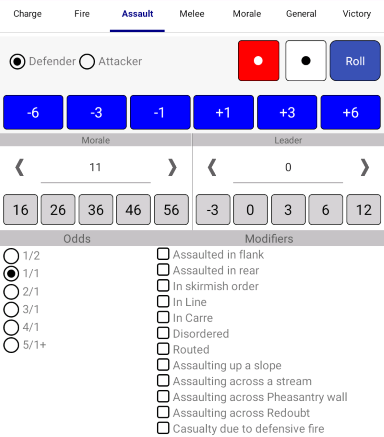 Charge Fire Assault Melee Morale General Victory
Defender Attacker Roll
-6 -3 -1 +1 +3 +6
Morale Leader
11 0
16 26 36 46 56 -3 0 3 6 12
Odds Modifiers
1/2 Assaulted in flank
1/1 Assaulted in rear
2/1 In skirmish order
3/1 In Line
4/1 In Carre
5/1+ Disordered
Routed
Assaulting up a slope
Assaulting across a stream
Assaulting across Pheasantry wall
Assaulting across Redoubt
Casualty due to defensive fire